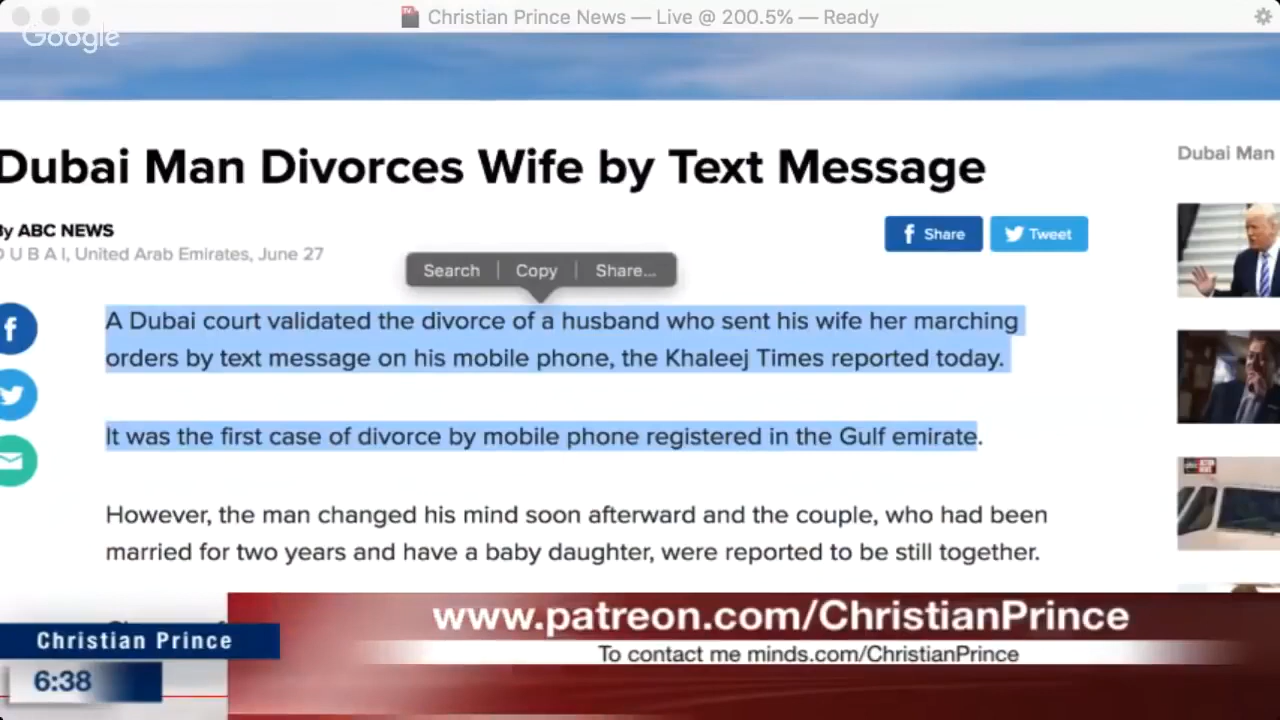 Christian Prince News — Live @ 200.5% — Ready
Google
Dubai Man Divorces Wife by Text Message
Dubai Man
By ABC NEWS
Share
Tweet
D U B A I, United Arab Emirates, June 27
Search
Copy
Share...
A Dubai court validated the divorce of a husband who sent his wife her marching
orders by text message on his mobile phone, the Khaleej Times reported today.
It was the first case of divorce by mobile phone registered in the Gulf emirate.
However, the man changed his mind soon afterward and the couple, who had been
married for two years and have a baby daughter, were reported to be still together.
www.patreon.com/ChristianPrince
Christian Prince
To contact me minds.com/ChristianPrince
6:38